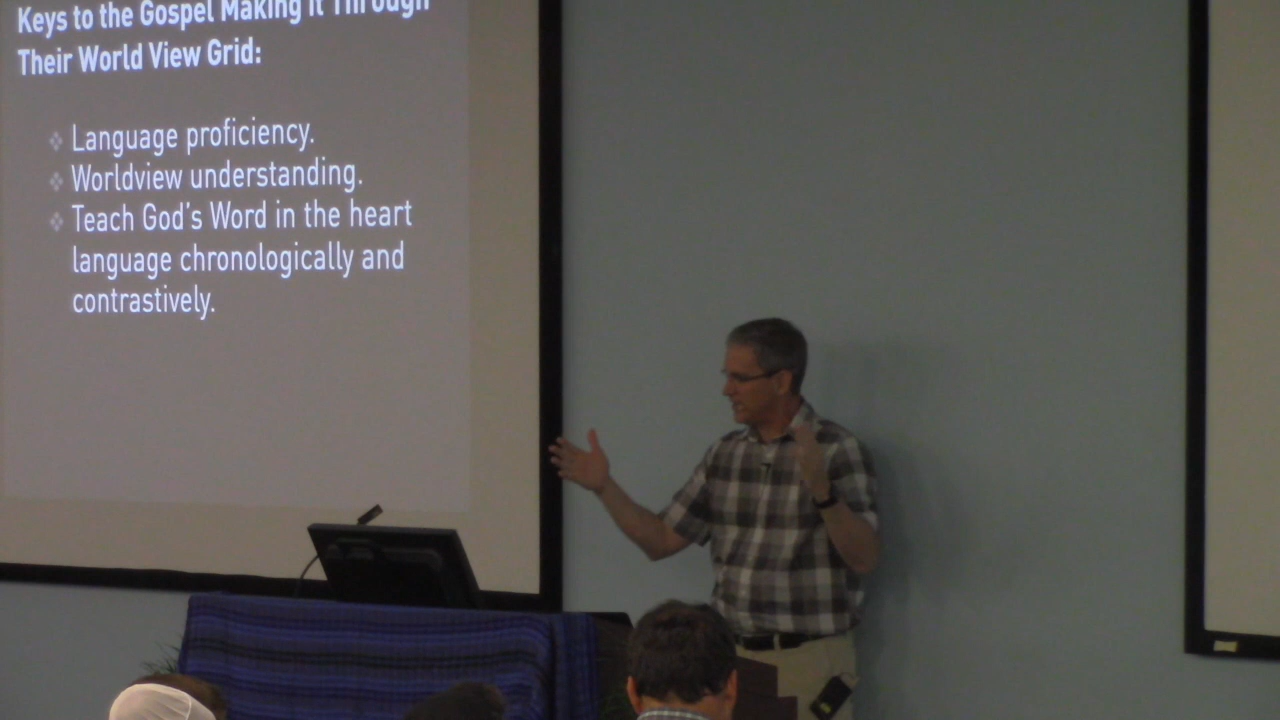 Keys to the Gospel Making It Through
Their World View Grid:
Language proficiency.
Worldview understanding.
Teach God's Word in the heart
language chronologically and
contrastively.